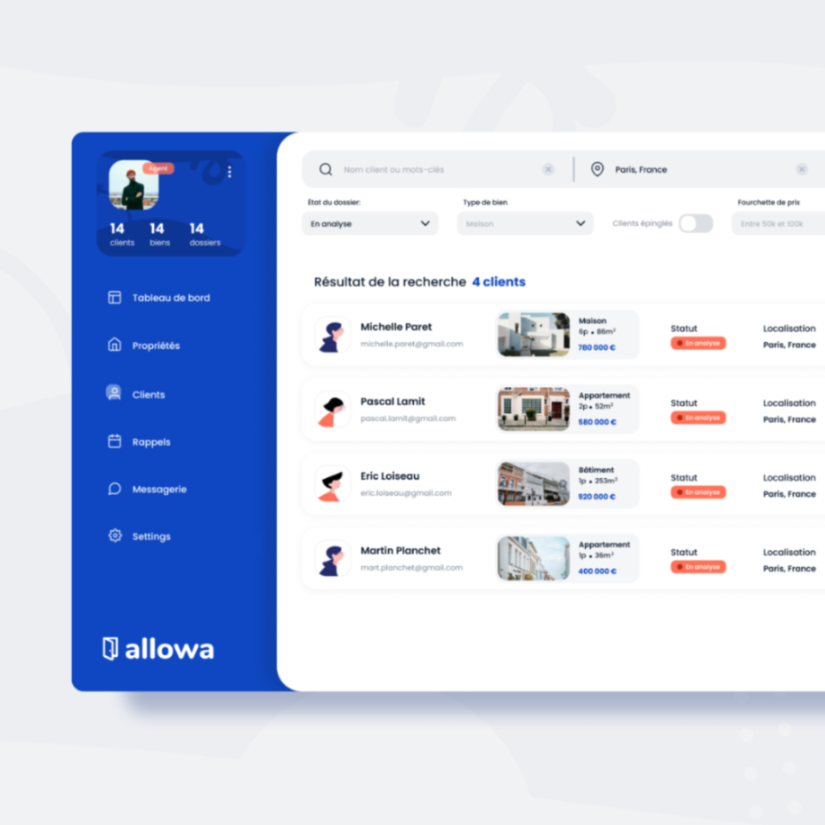 Agent
14 14 14
clients biens dossiers
Tableau de bord
Propriétés
Clients
Rappels
Messagerie
Settings
allowa
Nom client ou mots-clés
Paris, France
État du dossier:
Type de bien
Fourchette de pris
En analyse
Maison
Clients épinglés
Entre 50k et 100k
Résultat de la recherche 4 clients
Michelle Paret
michelle.paret@gmail.com
Maison
6p • 86m²
780 000 €
Statut
En analyse
Localisation
Paris, France
Pascal Lamit
pascal.lamit@gmail.com
Appartement
2p • 52m²
580 000 €
Statut
En analyse
Localisation
Paris, France
Eric Loiseau
eric.loiseau@gmail.com
Bâtiment
1p • 253m²
920 000 €
Statut
En analyse
Localisation
Paris, France
Martin Planchet
mart.planchet@gmail.com
Appartement
1p • 36m²
460 000 €
Statut
En analyse
Localisation
Paris, France